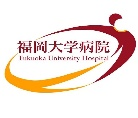 福岡大学病院
Fukuoka University Hospital